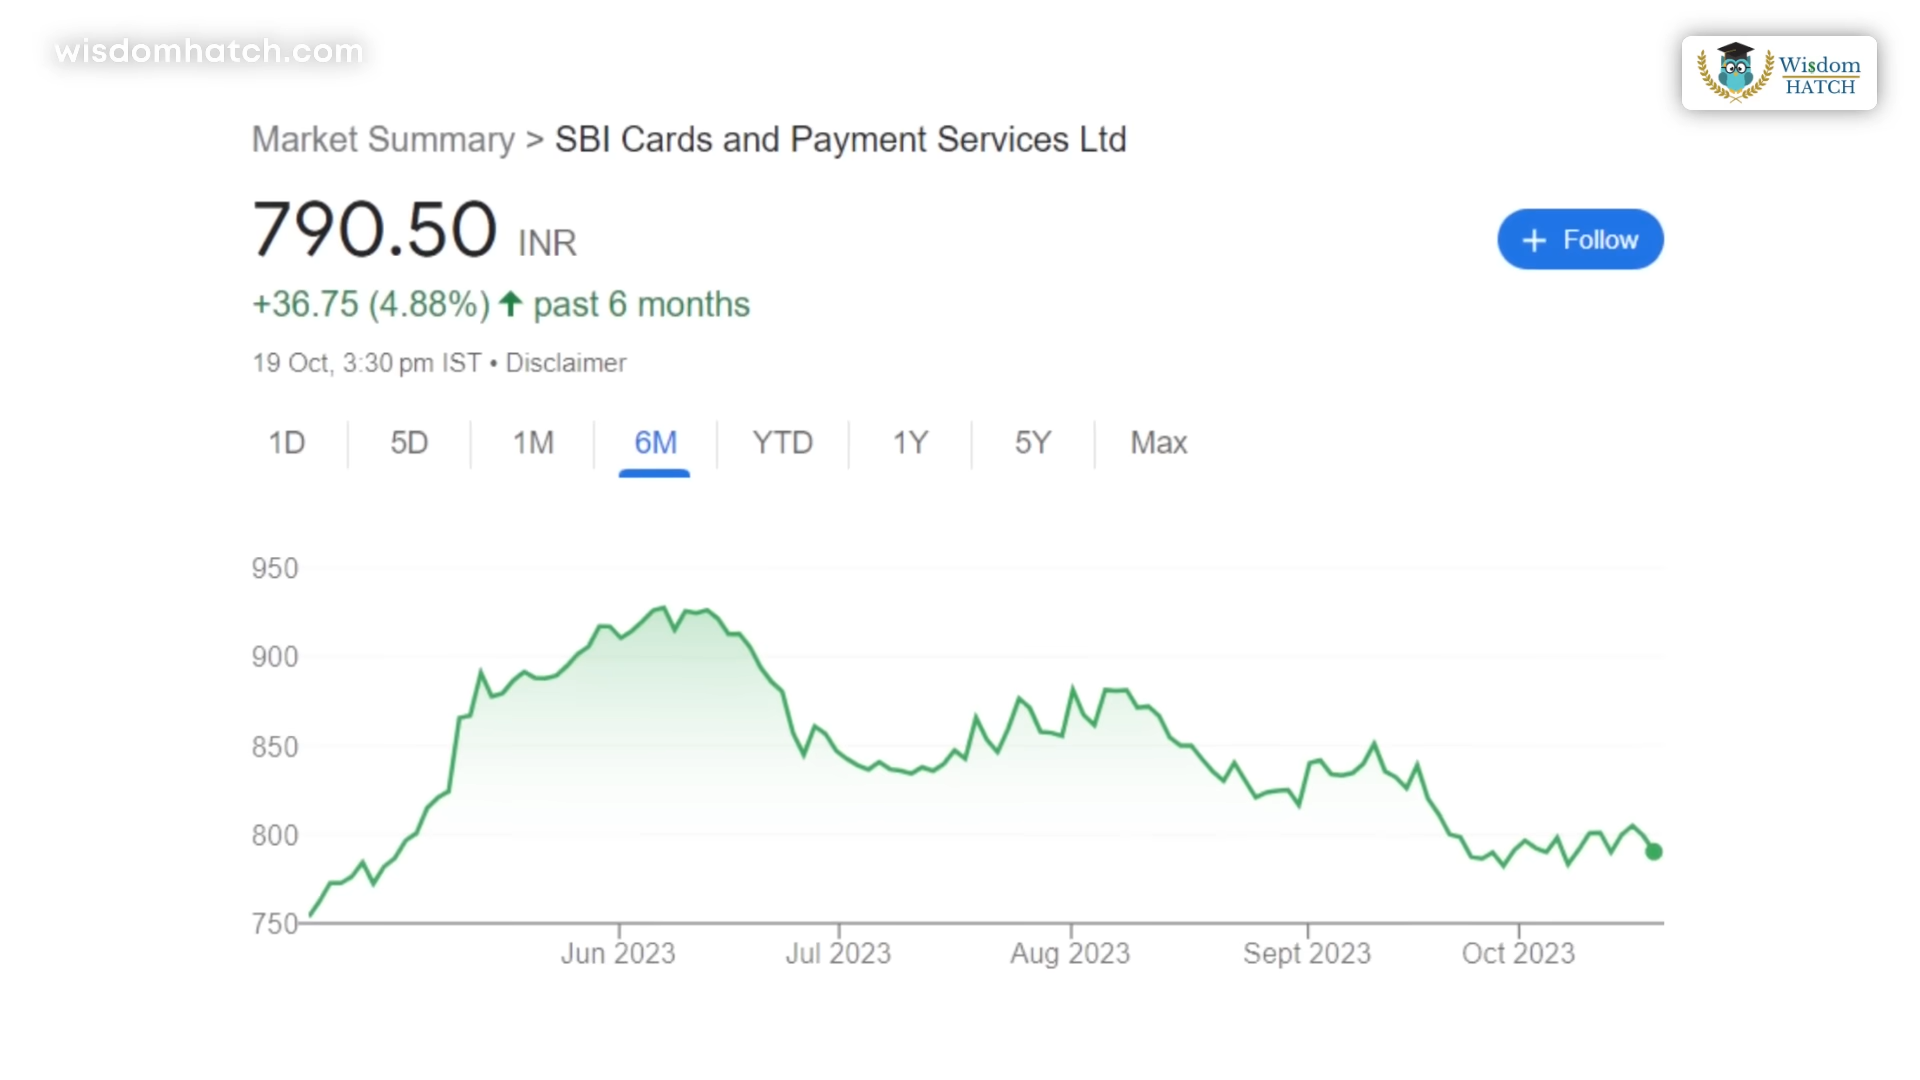 wisdomhatch.com
Wisdom
HATCH
Market Summary > SBI Cards and Payment Services Ltd
790.50 INR
+ Follow
+36.75 (4.88%) ↑ past 6 months
19 Oct, 3:30 pm IST • Disclaimer
1D 5D 1M 6M YTD 1Y 5Y Max
950
900
850
800
750
Jun 2023 Jul 2023 Aug 2023 Sept 2023 Oct 2023